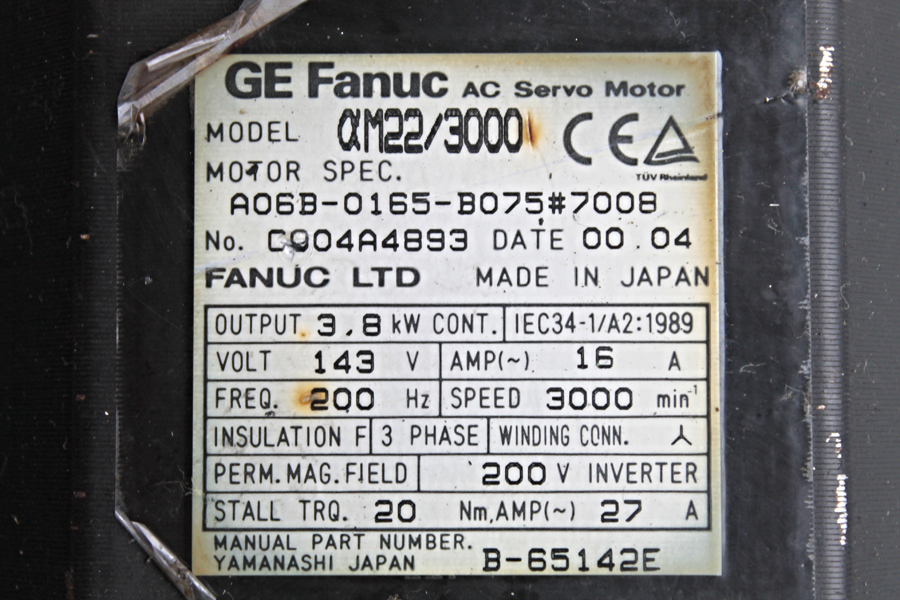 GE Fanuc AC Servo Motor
MODEL αM22/3000 CE
TÜV Rheinland
MOTOR SPEC.
A06B-0165-B075#7008
No. C904A4893 DATE 00.04
FANUC LTD MADE IN JAPAN
OUTPUT 3.8 kW CONT. IEC34-1/A2:1989
VOLT 143 V AMP(~) 16 A
FREQ. 200 Hz SPEED 3000 min⁻¹
INSULATION F 3 PHASE WINDING CONN. ⅄
PERM.MAG.FIELD 200 V INVERTER
STALL TRQ. 20 Nm,AMP(~) 27 A
MANUAL PART NUMBER.
YAMANASHI JAPAN B-65142E